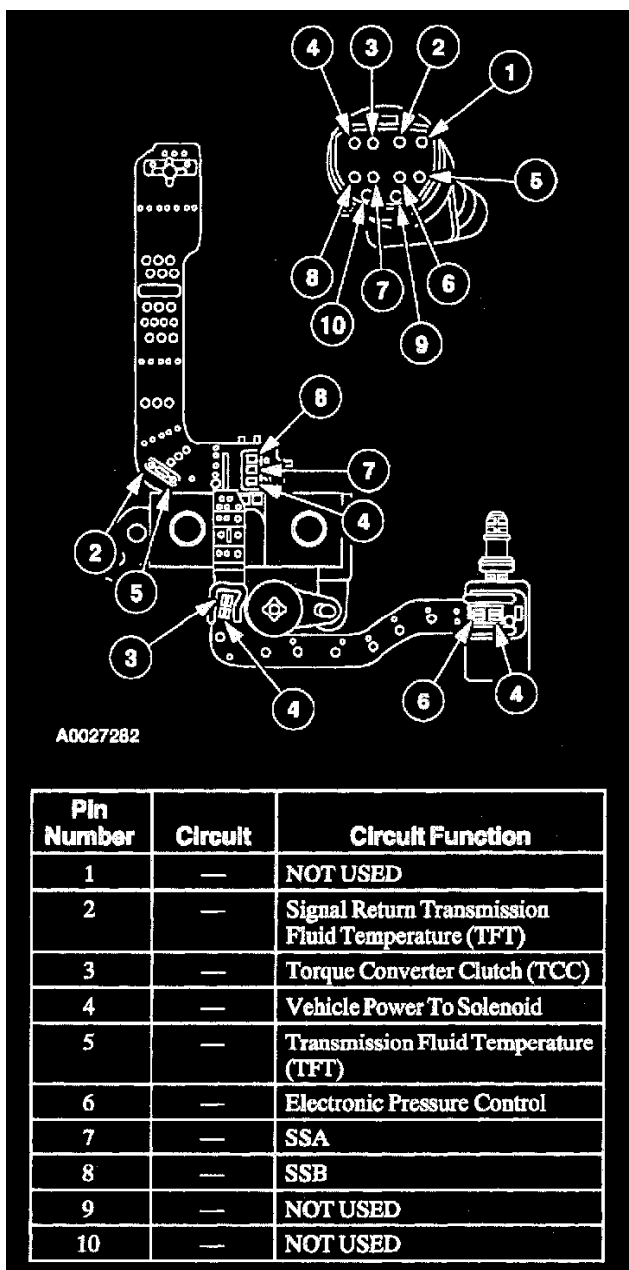 4 3 2 1
5
8 7 6
10 9
8
7
4
2
5
3
4
6 4
A0027282
Pin Number Circuit Circuit Function
1 — NOT USED
2 — Signal Return Transmission
Fluid Temperature (TFT)
3 — Torque Converter Clutch (TCC)
4 — Vehicle Power To Solenoid
5 — Transmission Fluid Temperature
(TFT)
6 — Electronic Pressure Control
7 — SSA
8 — SSB
9 — NOT USED
10 — NOT USED